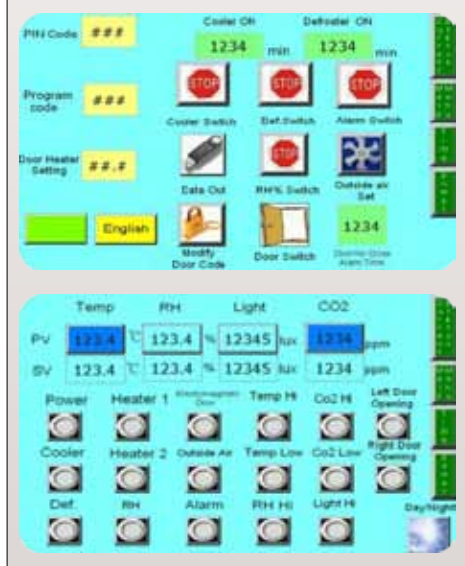 Cooler ON Defroster ON
PIN Code ###
1234 min 1234 min
STOP STOP STOP
Program code ###
Cooler Switch Def.Switch Alarm Switch
Door Heater Setting ##.#
STOP
Data Out RH% Switch Outside air Set
English
1234
Modify Door Code Door Switch
Alarm Time
Temp RH Light CO2
PV 123.4 ℃ 123.4 % 12345 lux 1234 ppm
SV 123.4 ℃ 123.4 % 12345 lux 1234 ppm
Power Heater 1 Door Temp Hi Co2 Hi Left Door Opening
Cooler Heater 2 Outside Air Temp Low Co2 Low Right Door Opening
Def. RH Alarm RH Hi Light Hi Day/Night